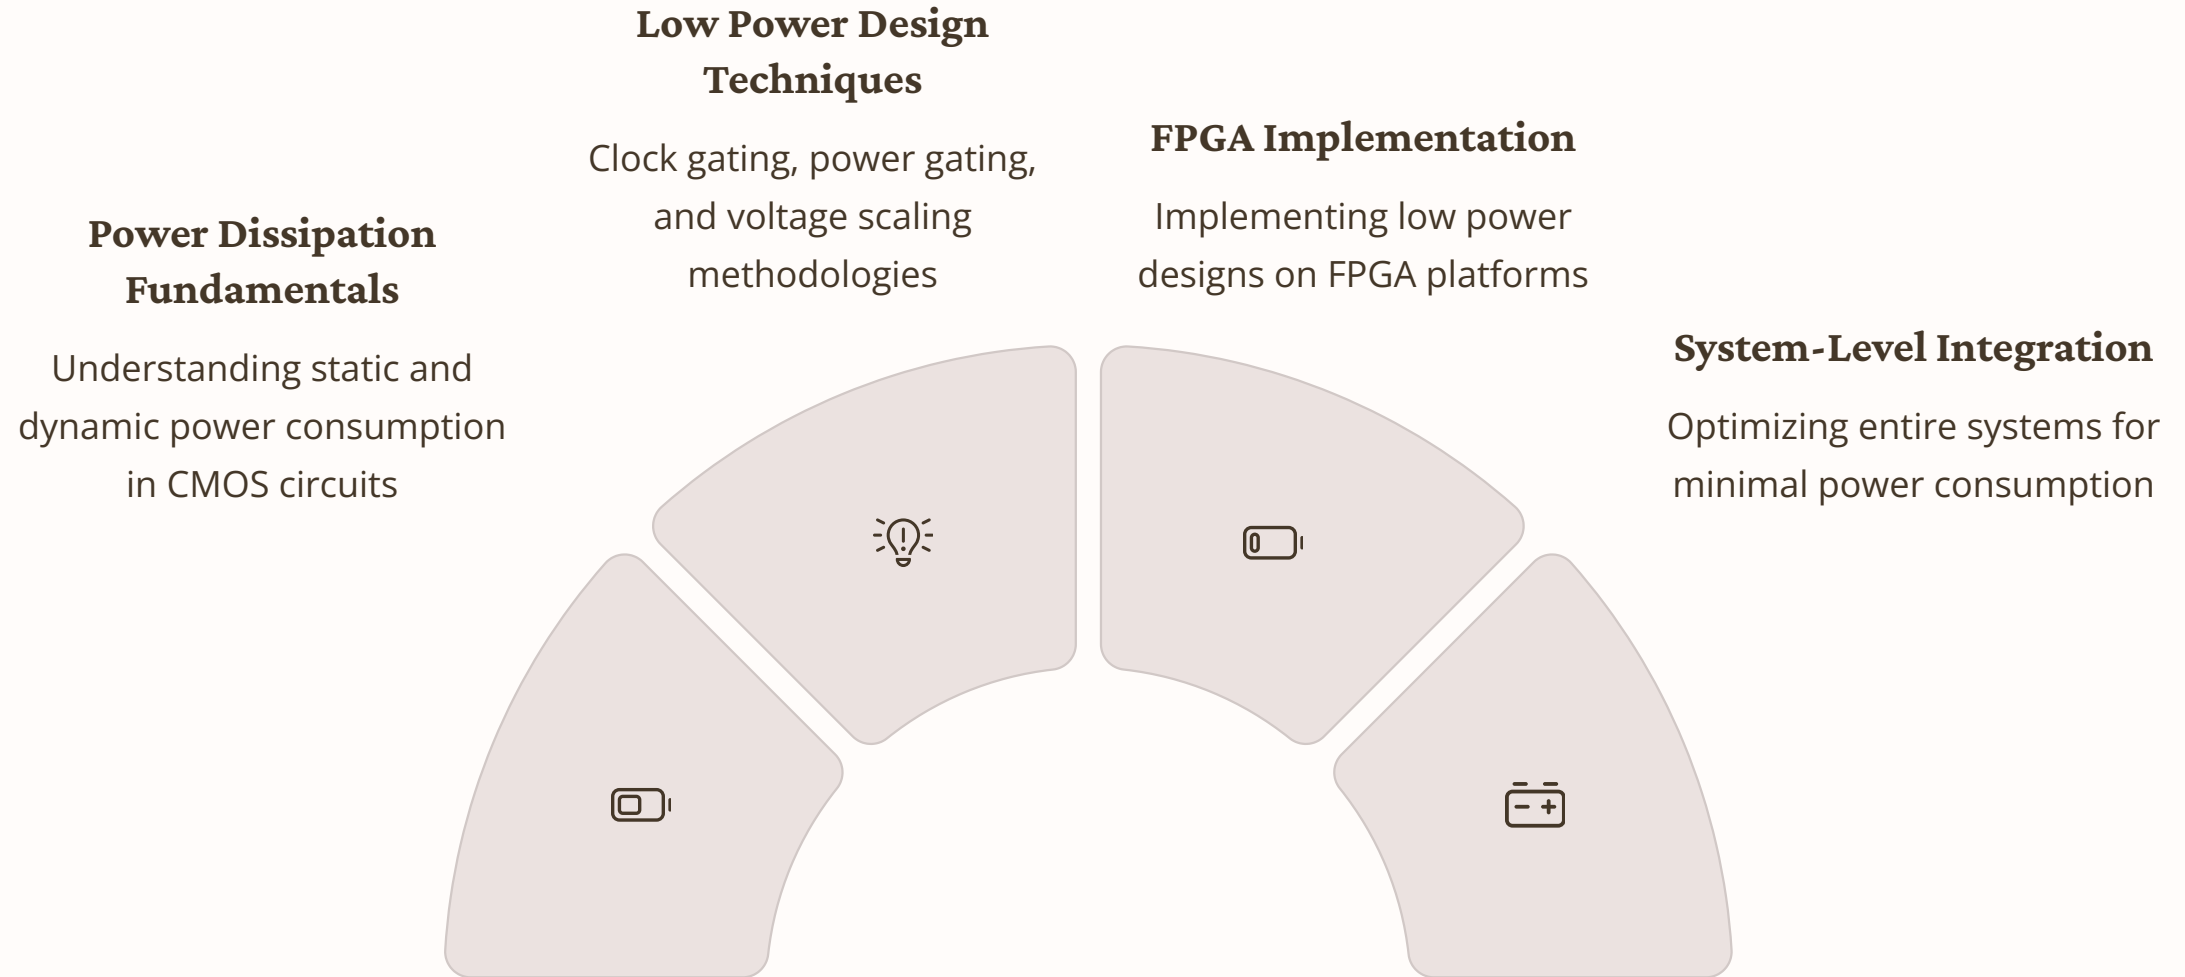 Power Dissipation
Fundamentals
Understanding static and
dynamic power consumption
in CMOS circuits
Low Power Design
Techniques
Clock gating, power gating,
and voltage scaling
methodologies
FPGA Implementation
Implementing low power
designs on FPGA platforms
System-Level Integration
Optimizing entire systems for
minimal power consumption